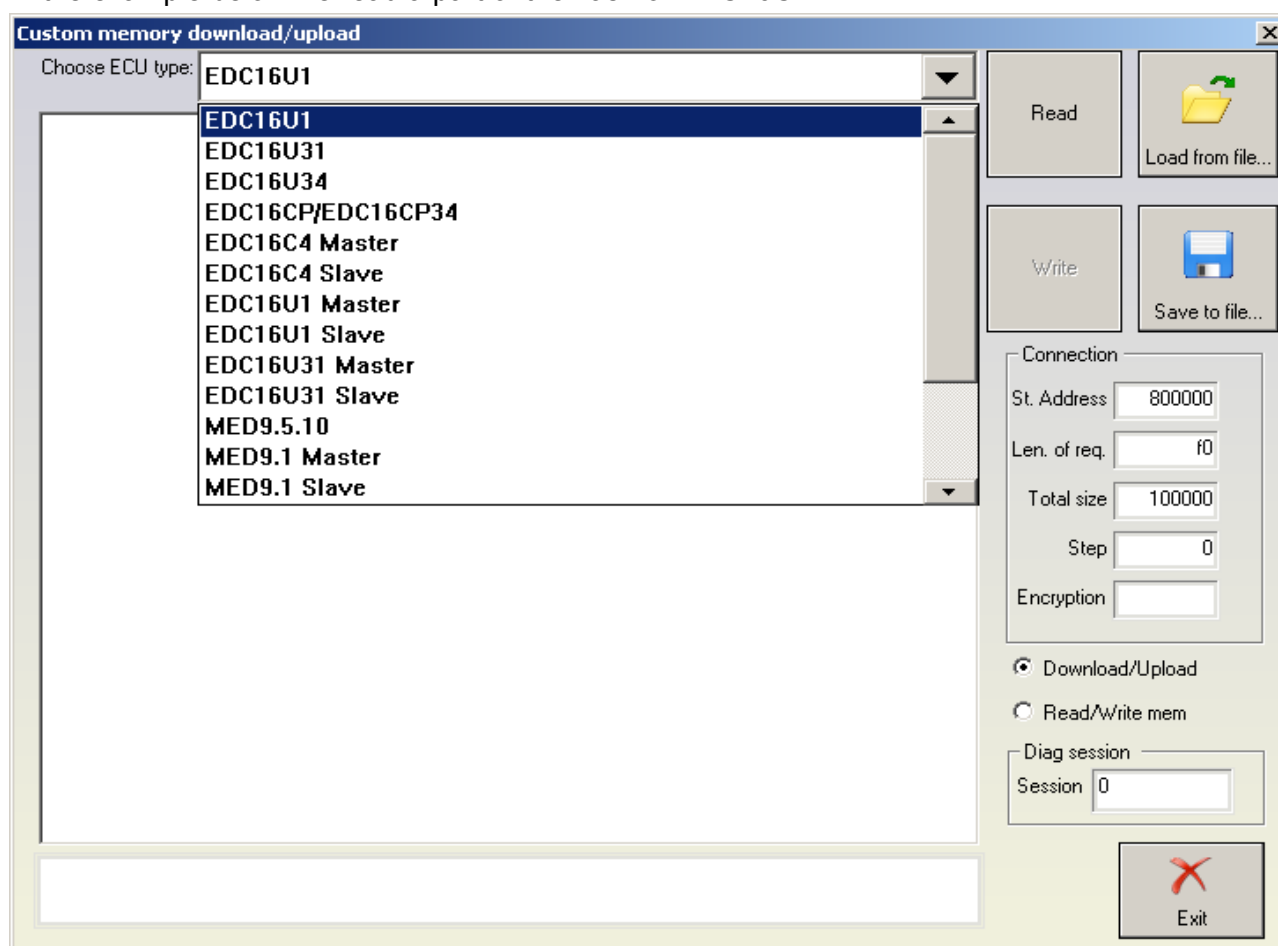 Custom memory download/upload
Choose ECU type:
EDC16U1
EDC16U1
EDC16U31
EDC16U34
EDC16CP/EDC16CP34
EDC16C4 Master
EDC16C4 Slave
EDC16U1 Master
EDC16U1 Slave
EDC16U31 Master
EDC16U31 Slave
MED9.5.10
MED9.1 Master
MED9.1 Slave
Read
Load from file...
Write
Save to file...
Connection
St. Address 800000
Len. of req. f0
Total size 100000
Step 0
Encryption
Download/Upload
Read/Write mem
Diag session
Session 0
Exit